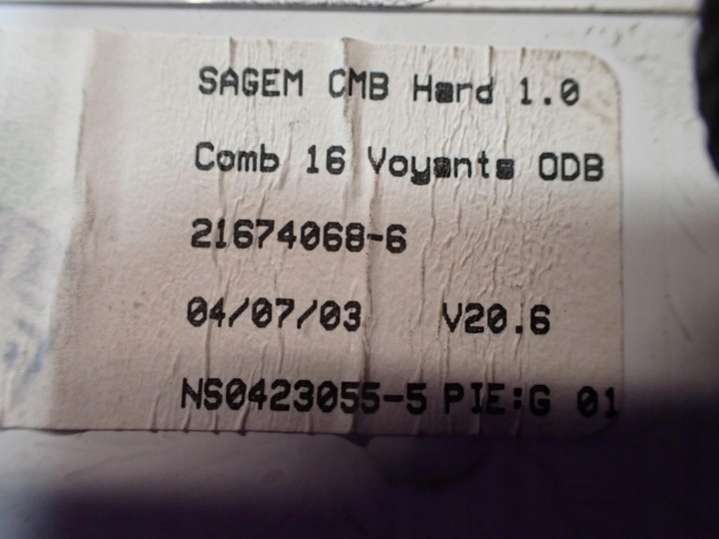 SAGEM CMB Hard 1.0
Comb 16 Voyants ODB
21674068-6
04/07/03 V20.6
NS0423055-5 PIE:G 01